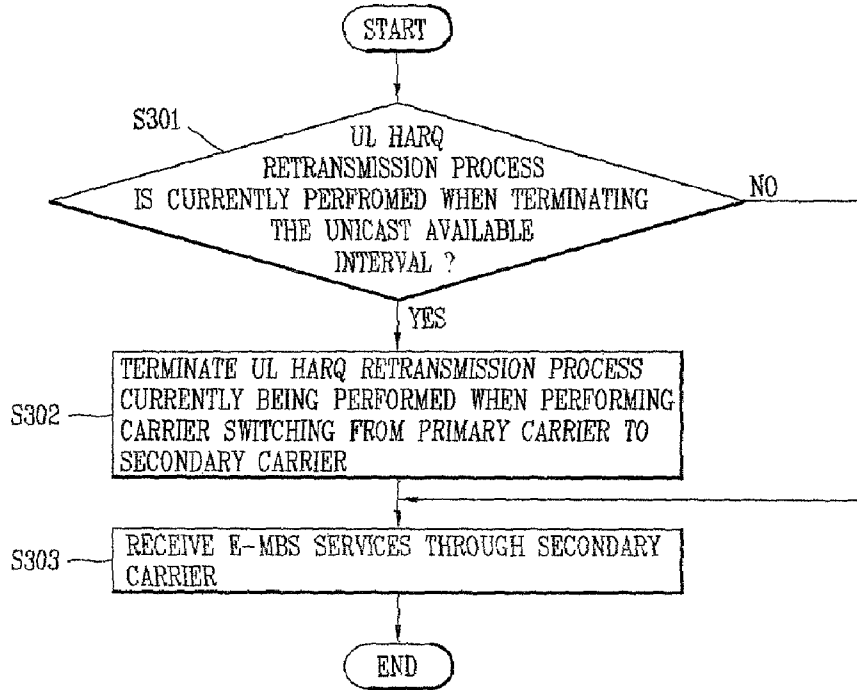 START
S301
UL HARQ
RETRANSMISSION PROCESS
IS CURRENTLY PERFROMED WHEN TERMINATING
THE UNICAST AVAILABLE
INTERVAL ?
NO
YES
S302
TERMINATE UL HARQ RETRANSMISSION PROCESS
CURRENTLY BEING PERFORMED WHEN PERFORMING
CARRIER SWITCHING FROM PRIMARY CARRIER TO
SECONDARY CARRIER
S303
RECEIVE E-MBS SERVICES THROUGH SECONDARY
CARRIER
END